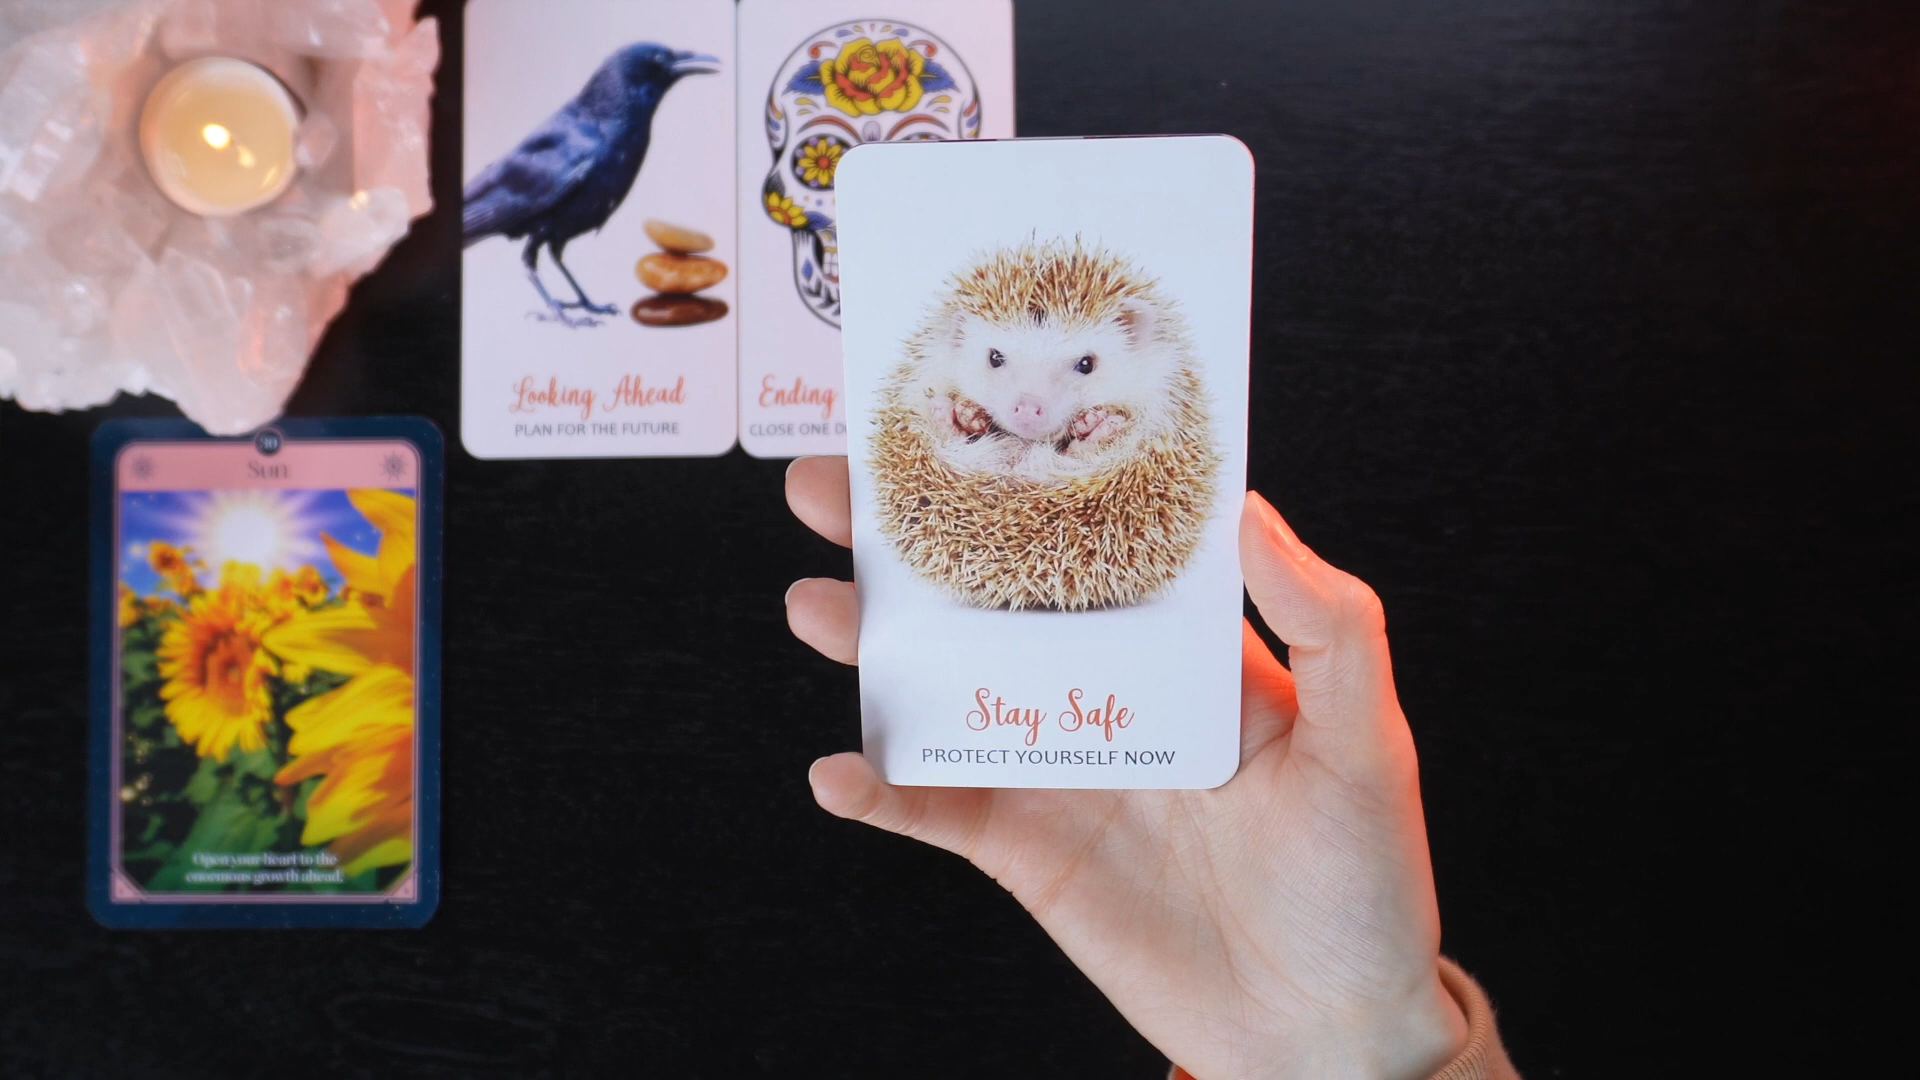 Looking Ahead
PLAN FOR THE FUTURE
Ending
CLOSE ONE
30
Sun
Open your heart to the
enormous growth ahead.
Stay Safe
PROTECT YOURSELF NOW